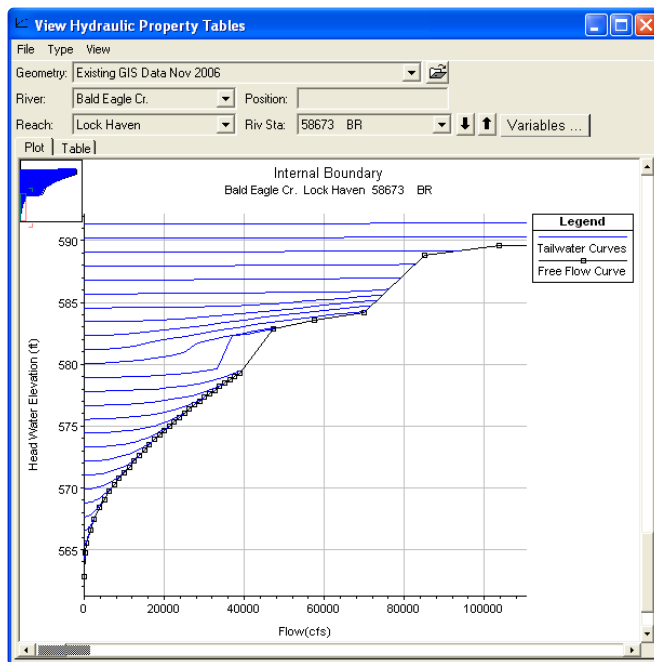 View Hydraulic Property Tables
File Type View
Geometry: Existing GIS Data Nov 2006
River: Bald Eagle Cr. Position:
Reach: Lock Haven Riv Sta: 58673 BR Variables ...
Plot Table
Internal Boundary
Bald Eagle Cr. Lock Haven 58673 BR
Legend
Tailwater Curves
Free Flow Curve
Head Water Elevation (ft)
590
585
580
575
570
565
0 20000 40000 60000 80000 100000
Flow(cfs)